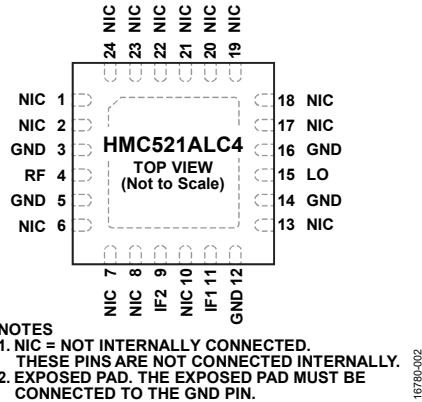 24 NIC
23 NIC
22 NIC
21 NIC
20 NIC
19 NIC
NIC 1
NIC 2
GND 3
RF 4
GND 5
NIC 6
HMC521ALC4
TOP VIEW
(Not to Scale)
18 NIC
17 NIC
16 GND
15 LO
14 GND
13 NIC
NIC 7
NIC 8
IF2 9
NIC 10
IF1 11
GND 12
NOTES
1. NIC = NOT INTERNALLY CONNECTED.
THESE PINS ARE NOT CONNECTED INTERNALLY.
2. EXPOSED PAD. THE EXPOSED PAD MUST BE
CONNECTED TO THE GND PIN.
16780-002